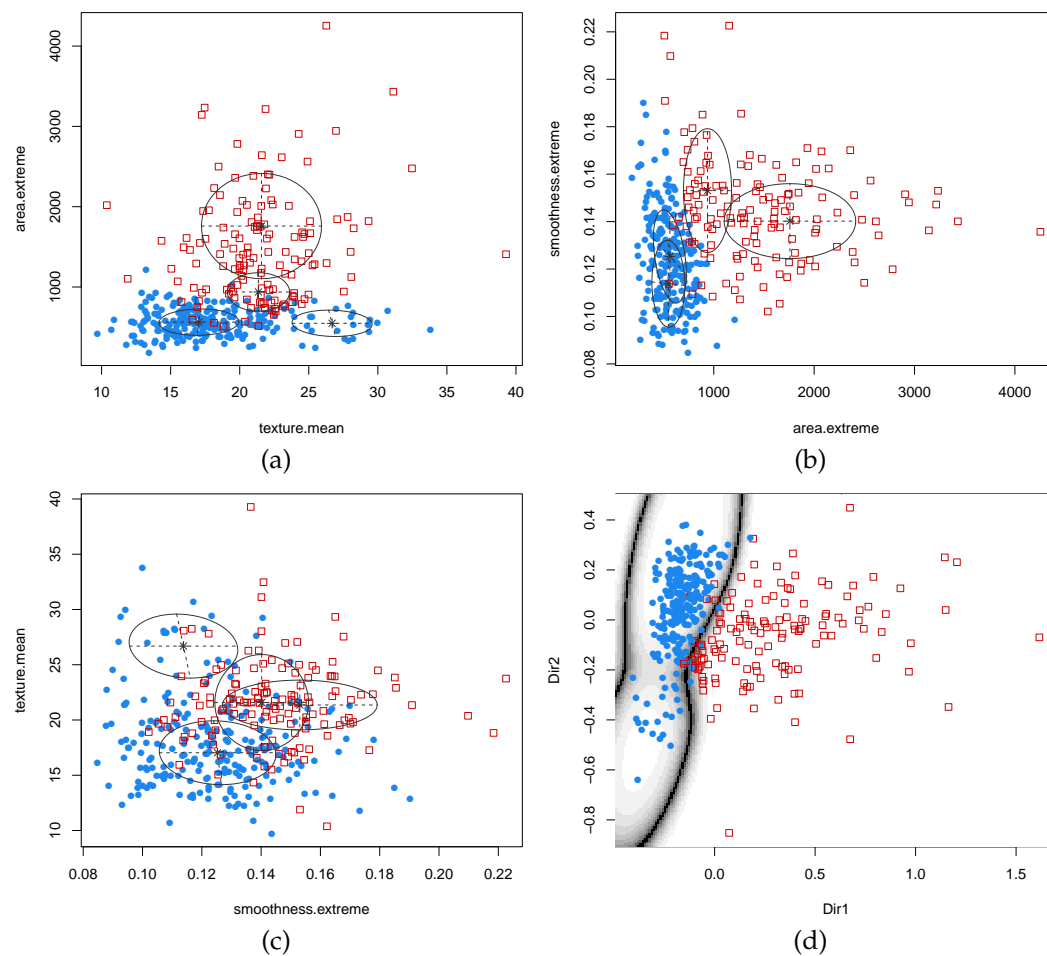 4000
3000
2000
1000
area.extreme
10 15 20 25 30 35 40
texture.mean
(a)
0.22
0.20
0.18
0.16
0.14
0.12
0.10
0.08
smoothness.extreme
1000 2000 3000 4000
area.extreme
(b)
40
35
30
25
20
15
10
texture.mean
0.08 0.10 0.12 0.14 0.16 0.18 0.20 0.22
smoothness.extreme
(c)
0.4
0.2
0.0
−0.2
−0.4
−0.6
−0.8
Dir2
0.0 0.5 1.0 1.5
Dir1
(d)